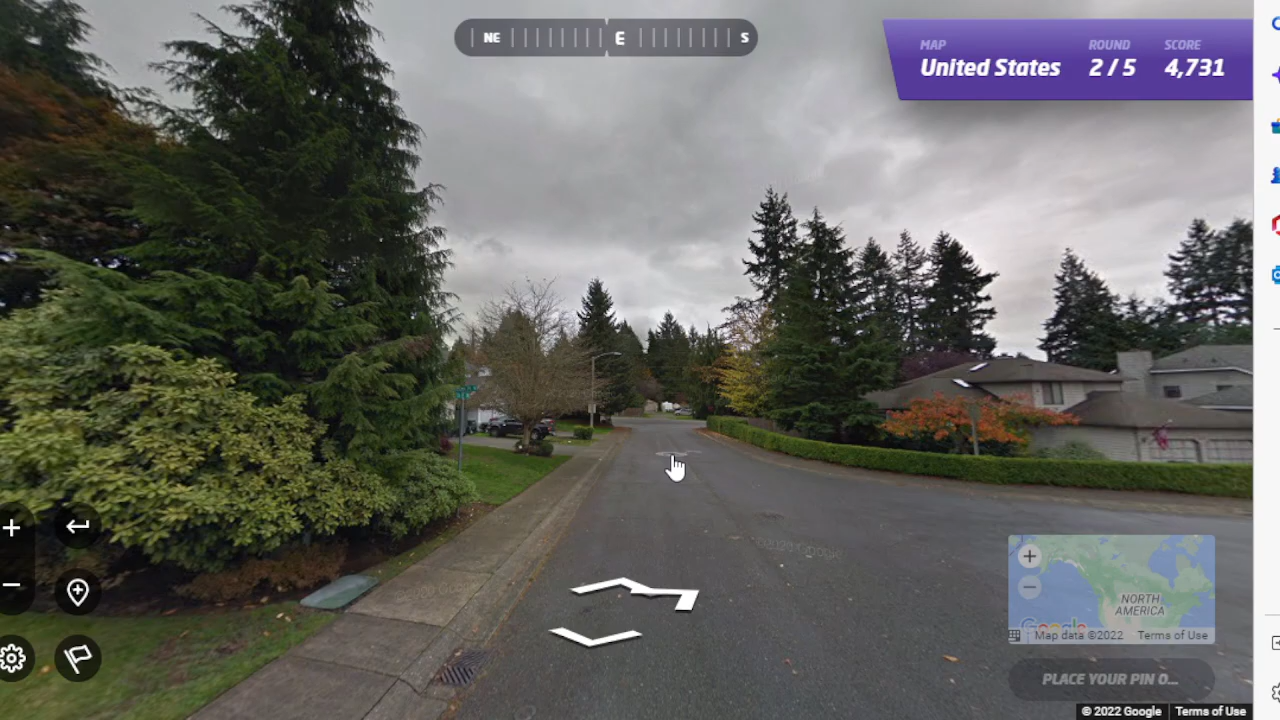 NE E S
MAP ROUND SCORE
United States 2 / 5 4,731
NORTH
AMERICA
Google
Map data ©2022 Terms of Use
PLACE YOUR PIN O...
© 2022 Google Terms of Use